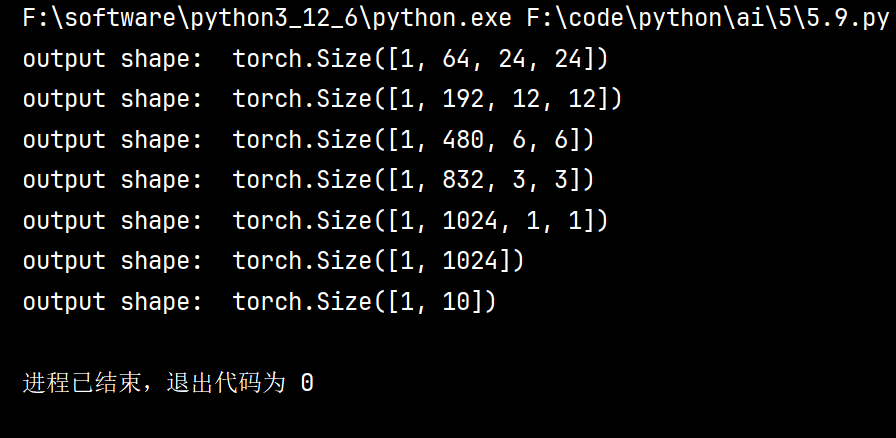 F:\software\python3_12_6\python.exe F:\code\python\ai\5\5.9.py
output shape:  torch.Size([1, 64, 24, 24])
output shape:  torch.Size([1, 192, 12, 12])
output shape:  torch.Size([1, 480, 6, 6])
output shape:  torch.Size([1, 832, 3, 3])
output shape:  torch.Size([1, 1024, 1, 1])
output shape:  torch.Size([1, 1024])
output shape:  torch.Size([1, 10])
进程已结束，退出代码为 0